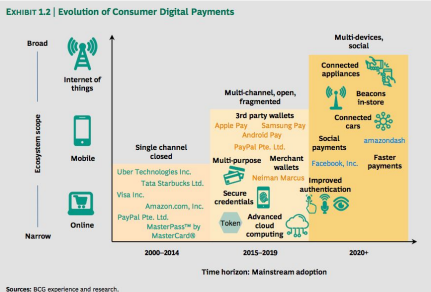 EXHIBIT 1.2 | Evolution of Consumer Digital Payments
Broad
Internet of
things
Ecosystem scope
Mobile
Online
Narrow
Single channel
closed
Uber Technologies Inc.
Tata Starbucks Ltd.
Visa Inc.
Amazon.com, Inc.
PayPal Pte. Ltd.
MasterPass™ by
MasterCard®
2000–2014
Multi-channel, open,
fragmented
3rd party wallets
Apple Pay Samsung Pay
Android Pay
PayPal Pte. Ltd.
Multi-purpose
Merchant
wallets
Neiman Marcus
Secure
credentials
Token
Advanced
cloud
computing
2015–2019
Multi-devices,
social
Connected
appliances
Beacons
in-store
Connected
cars
Social
payments
amazondash
Facebook, Inc.
Faster
payments
Improved
authentication
2020+
Time horizon: Mainstream adoption
Sources: BCG experience and research.